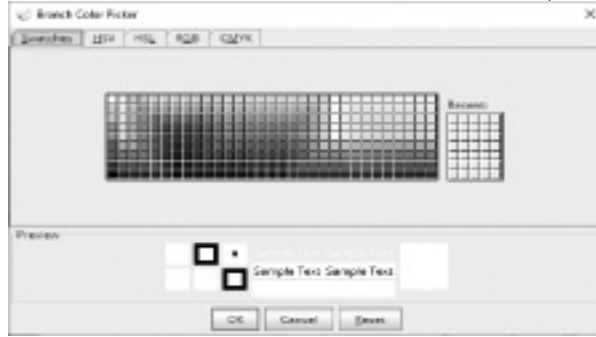 Branch Color Picker
Swatches HSV HSL RGB CMYK
Recent:
Preview
Sample Text Sample Text
Sample Text Sample Text
OK Cancel Reset